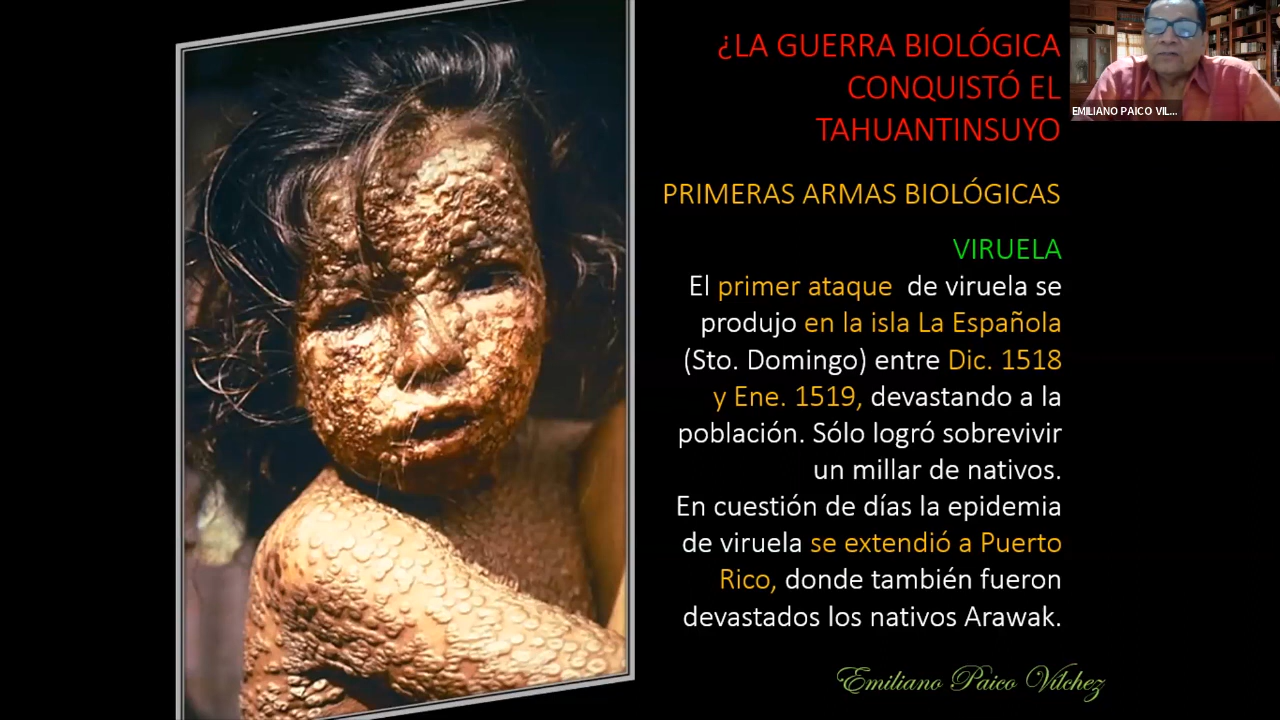 ¿LA GUERRA BIOLÓGICA
CONQUISTÓ EL
TAHUANTINSUYO
EMILIANO PAICO VIL...
PRIMERAS ARMAS BIOLÓGICAS
VIRUELA
El primer ataque de viruela se
produjo en la isla La Española
(Sto. Domingo) entre Dic. 1518
y Ene. 1519, devastando a la
población. Sólo logró sobrevivir
un millar de nativos.
En cuestión de días la epidemia
de viruela se extendió a Puerto
Rico, donde también fueron
devastados los nativos Arawak.
Emiliano Paico Vilchez